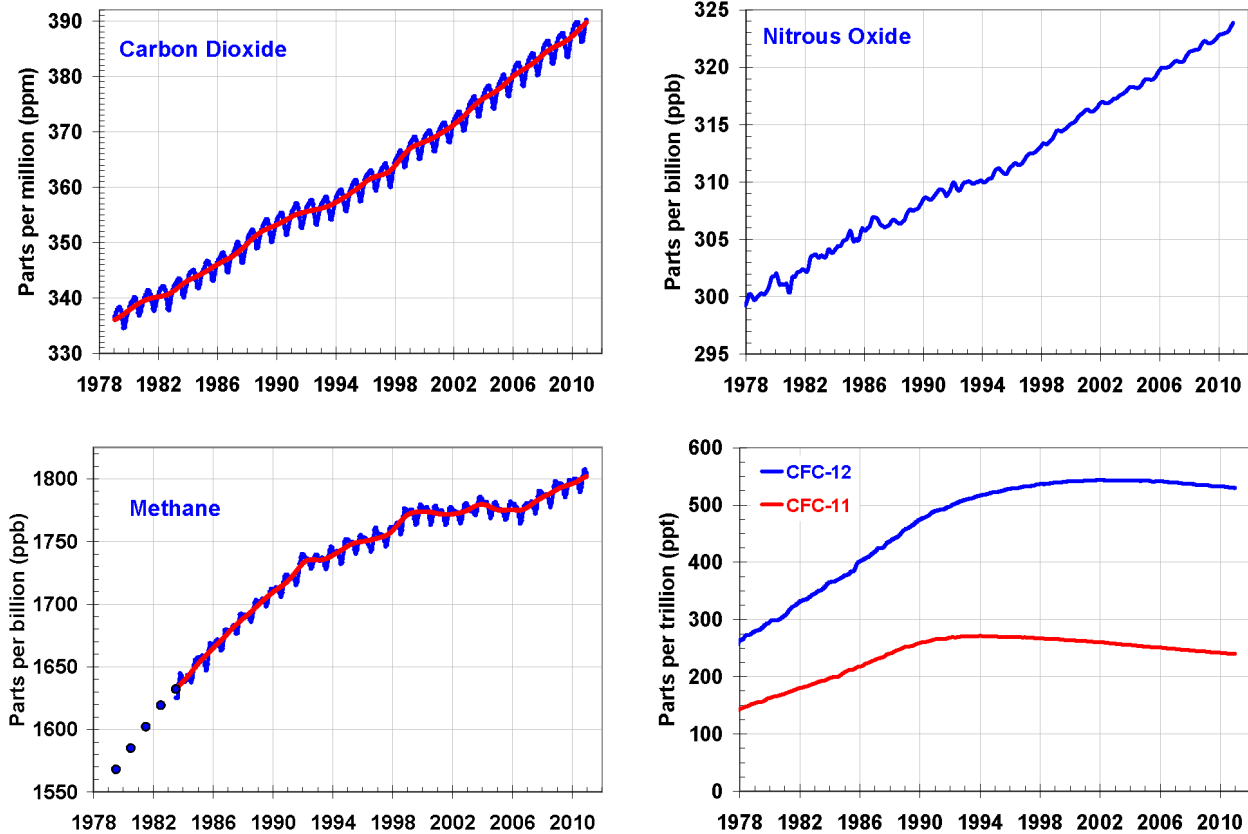 Carbon Dioxide
Parts per million (ppm)
390
380
370
360
350
340
330
1978 1982 1986 1990 1994 1998 2002 2006 2010
Nitrous Oxide
Parts per billion (ppb)
325
320
315
310
305
300
295
1978 1982 1986 1990 1994 1998 2002 2006 2010
Methane
Parts per billion (ppb)
1800
1750
1700
1650
1600
1550
1978 1982 1986 1990 1994 1998 2002 2006 2010
CFC-12
CFC-11
Parts per trillion (ppt)
600
500
400
300
200
100
0
1978 1982 1986 1990 1994 1998 2002 2006 2010